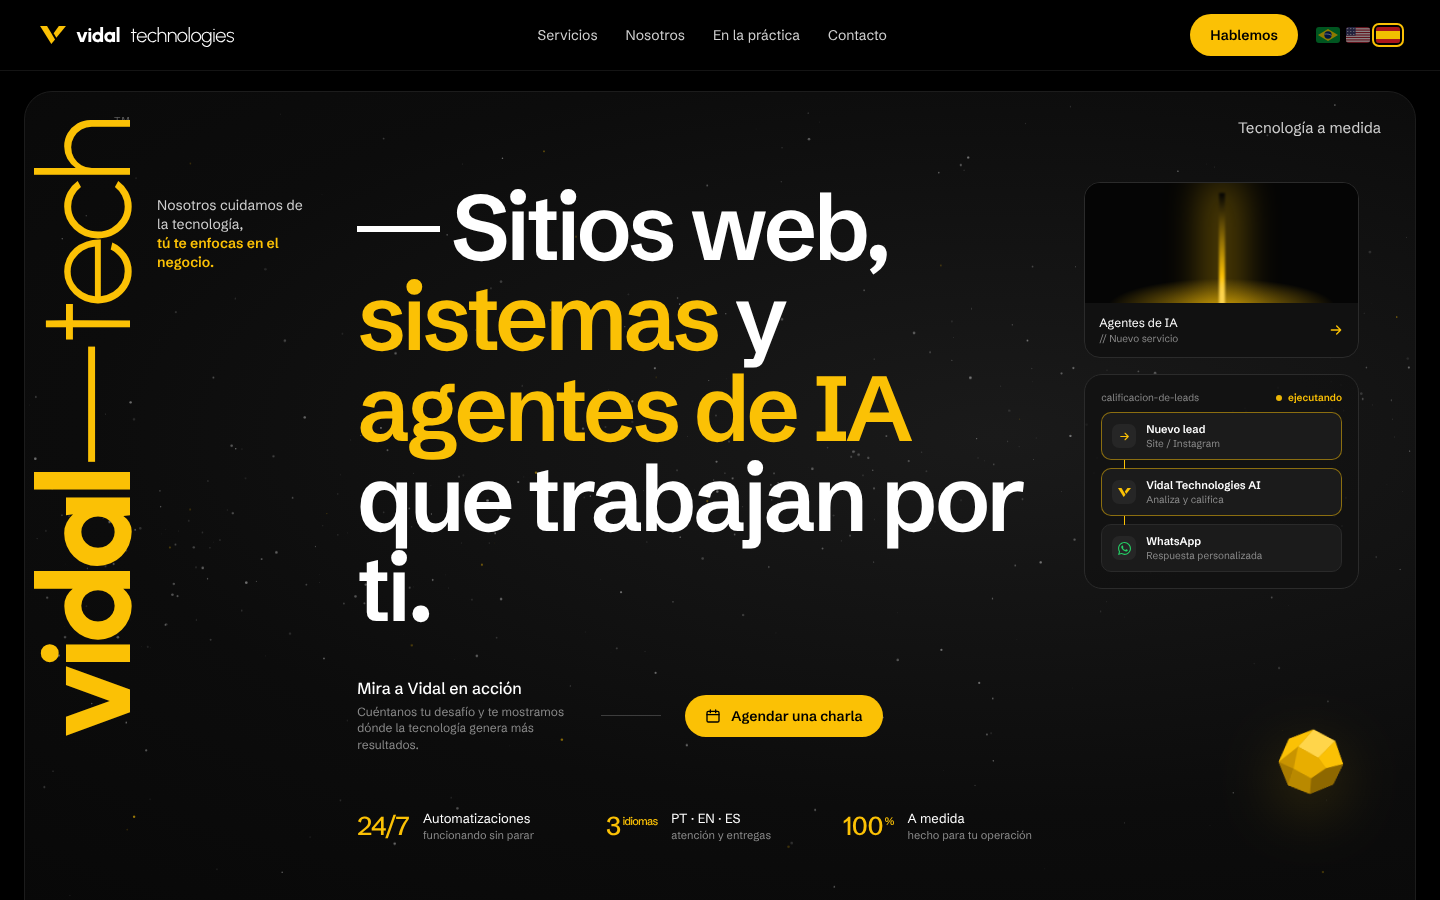 vidal technologies
Servicios
Nosotros
En la práctica
Contacto
Hablemos
vidal—tech
TM
Nosotros cuidamos de
la tecnología,
tú te enfocas en el
negocio.
—Sitios web,
sistemas y
agentes de IA
que trabajan por
ti.
Mira a Vidal en acción
Cuéntanos tu desafío y te mostramos
dónde la tecnología genera más
resultados.
Agendar una charla
24/7
Automatizaciones
funcionando sin parar
3 idiomas
PT · EN · ES
atención y entregas
100%
A medida
hecho para tu operación
Tecnología a medida
Agentes de IA
// Nuevo servicio
calificacion-de-leads
ejecutando
Nuevo lead
Site / Instagram
Vidal Technologies AI
Analiza y califica
WhatsApp
Respuesta personalizada